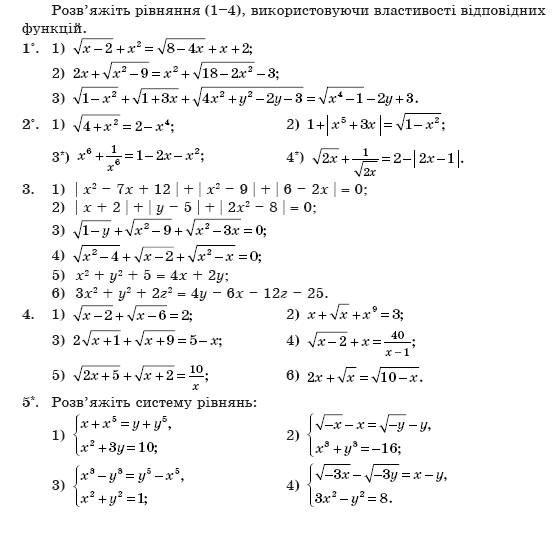 Розв’яжіть рівняння (1−4), використовуючи властивості відповідних
функцій.
1°. 1) √(x−2) + x² = √(8−4x) + x + 2;
2) 2x + √(x²−9) = x² + √(18−2x²) − 3;
3) √(1−x²) + √(1+3x) + √(4x²+y²−2y−3) = √(x⁴−1) − 2y + 3.
2°. 1) √(4+x²) = 2 − x⁴; 2) 1 + |x⁵ + 3x| = √(1−x²);
3*) x⁶ + 1/x⁶ = 1 − 2x − x²; 4*) √(2x) + 1/√(2x) = 2 − |2x − 1|.
3. 1) | x² − 7x + 12 | + | x² − 9 | + | 6 − 2x | = 0;
2) | x + 2 | + | y − 5 | + | 2x² − 8 | = 0;
3) √(1−y) + √(x²−9) + √(x²−3x) = 0;
4) √(x²−4) + √(x−2) + √(x²−x) = 0;
5) x² + y² + 5 = 4x + 2y;
6) 3x² + y² + 2z² = 4y − 6x − 12z − 25.
4. 1) √(x−2) + √(x−6) = 2; 2) x + √x + x⁹ = 3;
3) 2√(x+1) + √(x+9) = 5 − x; 4) √(x−2) + x = 40/(x−1);
5) √(2x+5) + √(x+2) = 10/x; 6) 2x + √x = √(10−x).
5*. Розв’яжіть систему рівнянь:
1) { x + x⁵ = y + y⁵, x² + 3y = 10; 2) { √(−x) − x = √(−y) − y, x³ + y³ = −16;
3) { x³ − y³ = y⁵ − x⁵, x² + y² = 1; 4) { √(−3x) − √(−3y) = x − y, 3x² − y² = 8.